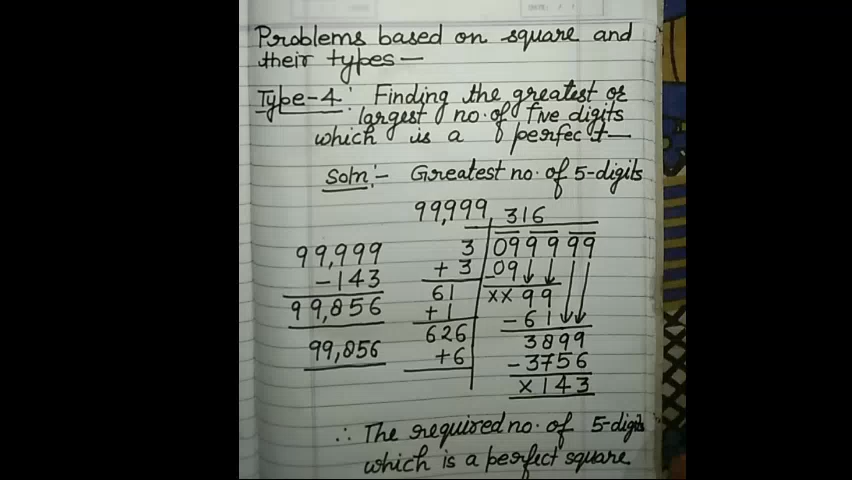 Problems based on square and
their types—
Type-4: Finding the greatest or
largest no. of five digits
which is a perfect—
Soln:- Greatest no. of 5-digits
99,999
316
3 099999
+3 -09
61 ××99
+1 -61
626 3899
+6 -3756
×143
99,999
-143
99,856
99,856
∴ The required no. of 5-digits
which is a perfect square